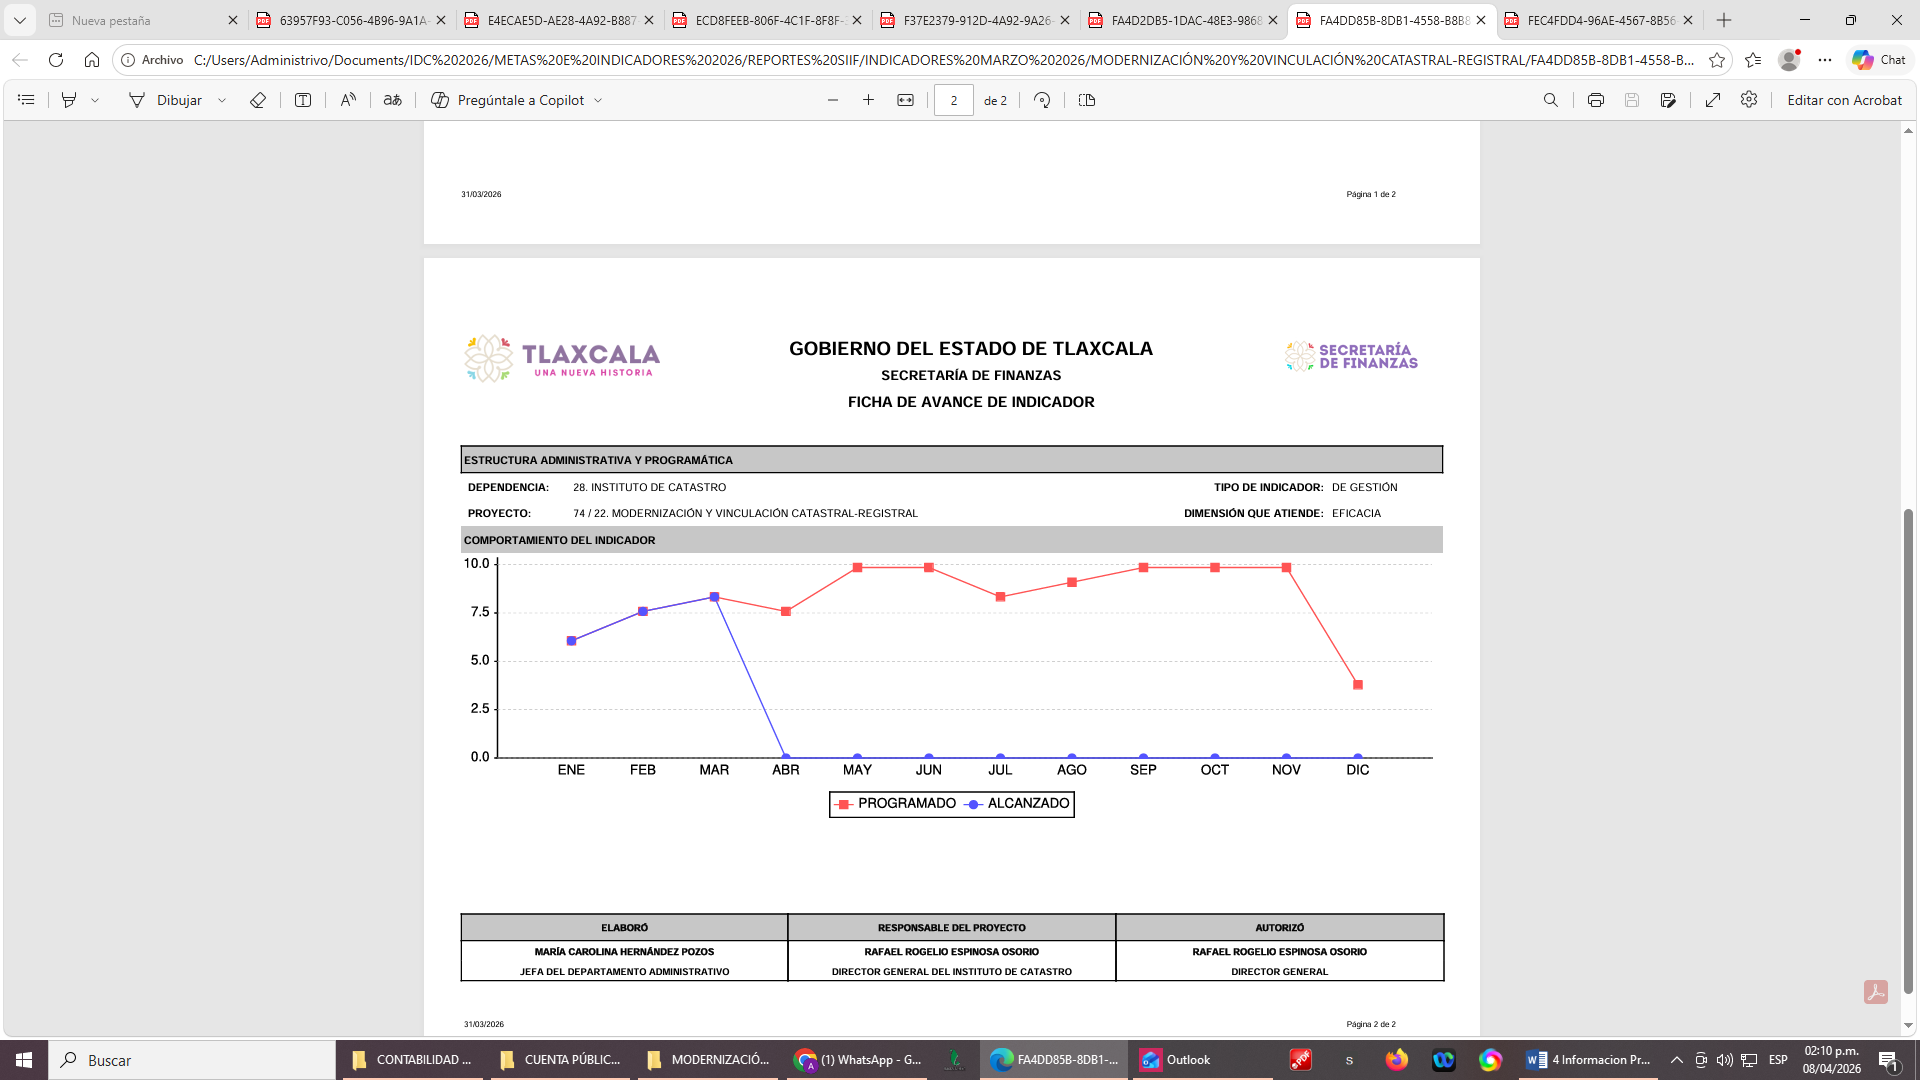 Nueva pestaña
63957F93-C056-4B96-9A1A-
E4ECAE5D-AE28-4A92-B887-
ECD8FEEB-806F-4C1F-8F8F-
F37E2379-912D-4A92-9A26-
FA4D2DB5-1DAC-48E3-9868
FA4DD85B-8DB1-4558-B8B8
FEC4FDD4-96AE-4567-8B56
Archivo
C:/Users/Administrivo/Documents/IDC%202026/METAS%20E%20INDICADORES%202026/REPORTES%20SIIF/INDICADORES%20MARZO%202026/MODERNIZACIÓN%20Y%20VINCULACIÓN%20CATASTRAL-REGISTRAL/FA4DD85B-8DB1-4558-B...
Chat
Dibujar
Pregúntale a Copilot
2
de 2
Editar con Acrobat
31/03/2026
Página 1 de 2
TLAXCALA
UNA NUEVA HISTORIA
GOBIERNO DEL ESTADO DE TLAXCALA
SECRETARÍA DE FINANZAS
FICHA DE AVANCE DE INDICADOR
SECRETARÍA
DE FINANZAS
ESTRUCTURA ADMINISTRATIVA Y PROGRAMÁTICA
DEPENDENCIA: 28. INSTITUTO DE CATASTRO TIPO DE INDICADOR: DE GESTIÓN
PROYECTO: 74 / 22. MODERNIZACIÓN Y VINCULACIÓN CATASTRAL-REGISTRAL DIMENSIÓN QUE ATIENDE: EFICACIA
COMPORTAMIENTO DEL INDICADOR
10.0
7.5
5.0
2.5
0.0
ENE FEB MAR ABR MAY JUN JUL AGO SEP OCT NOV DIC
PROGRAMADO ALCANZADO
ELABORÓ RESPONSABLE DEL PROYECTO AUTORIZÓ
MARÍA CAROLINA HERNÁNDEZ POZOS RAFAEL ROGELIO ESPINOSA OSORIO RAFAEL ROGELIO ESPINOSA OSORIO
JEFA DEL DEPARTAMENTO ADMINISTRATIVO DIRECTOR GENERAL DEL INSTITUTO DE CATASTRO DIRECTOR GENERAL
31/03/2026
Página 2 de 2
Buscar
CONTABILIDAD ...
CUENTA PÚBLIC...
MODERNIZACIÓ...
(1) WhatsApp - G...
FA4DD85B-8DB1-...
Outlook
4 Informacion Pr...
ESP
02:10 p.m.
08/04/2026
1